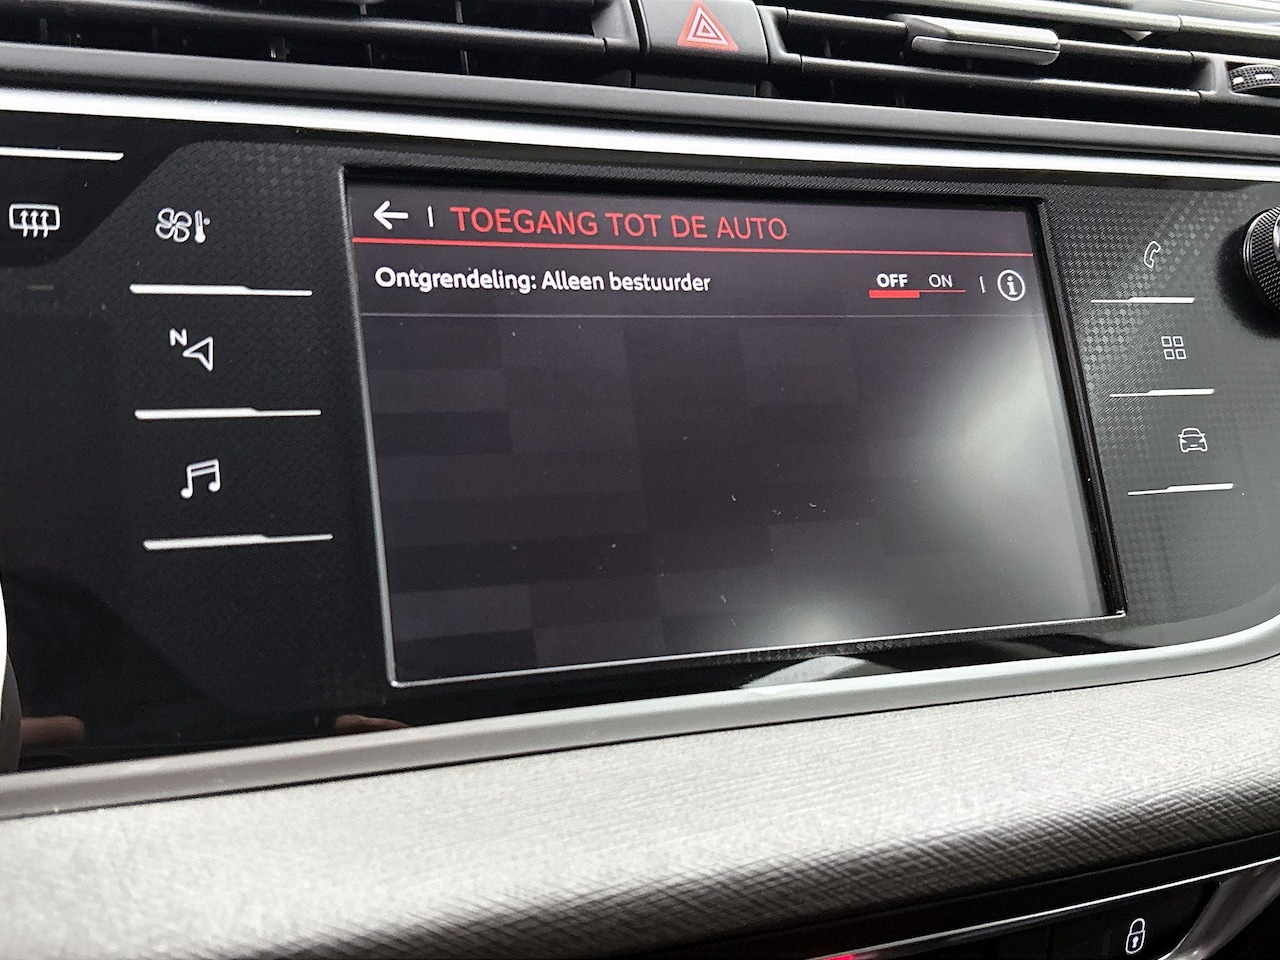 TOEGANG TOT DE AUTO
Ontgrendeling: Alleen bestuurder OFF ON
N